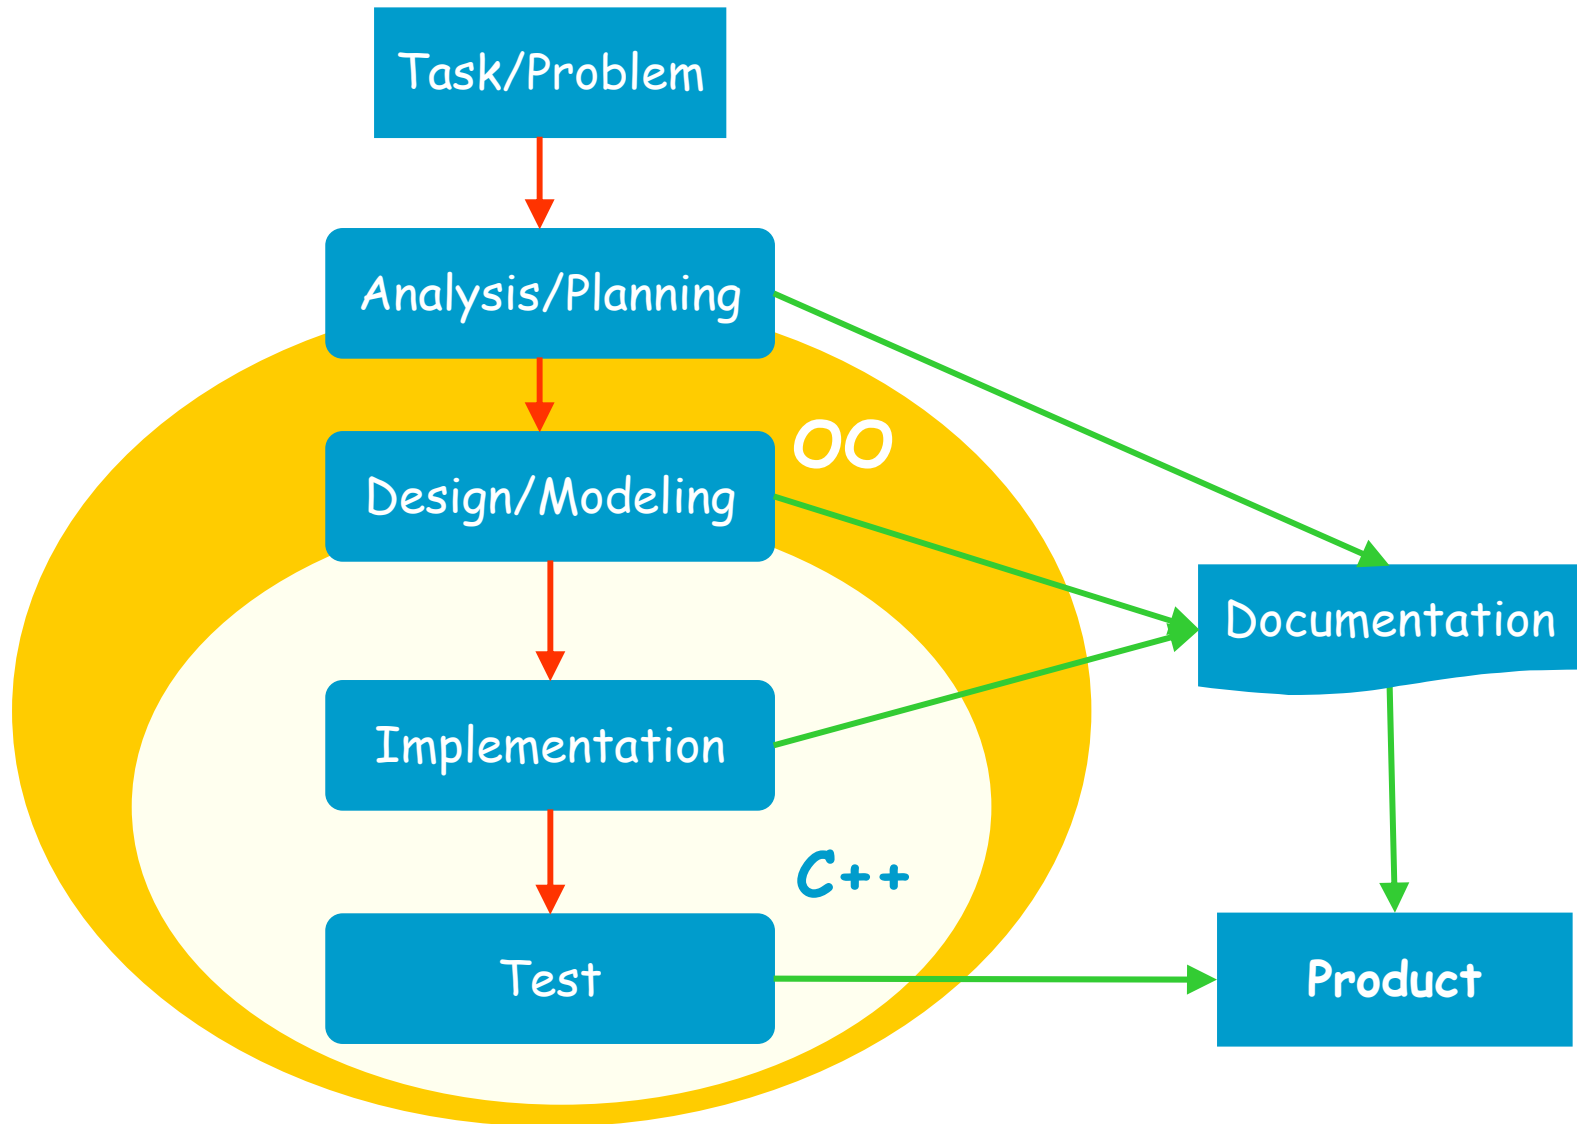 Task/Problem
Analysis/Planning
OO
Design/Modeling
Documentation
Implementation
C++
Test
Product